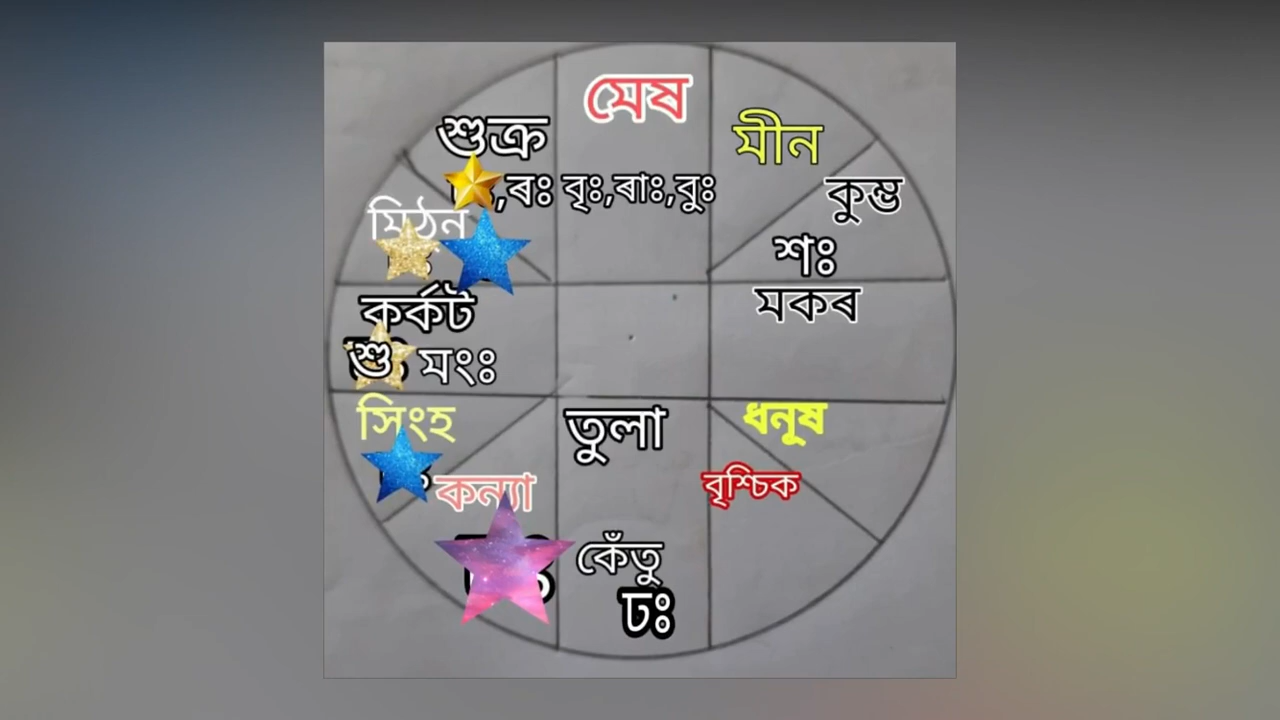 মেষ
শুক্ৰ
মীন
ৰঃ বৃঃ,ৰাঃ,বুঃ
কুম্ভ
মিঠুন
শঃ
কৰ্কট
মকৰ
শু মংঃ
সিংহ
তুলা
ধনুষ
কন্যা
বৃশ্চিক
কেঁতু
ঢঃ